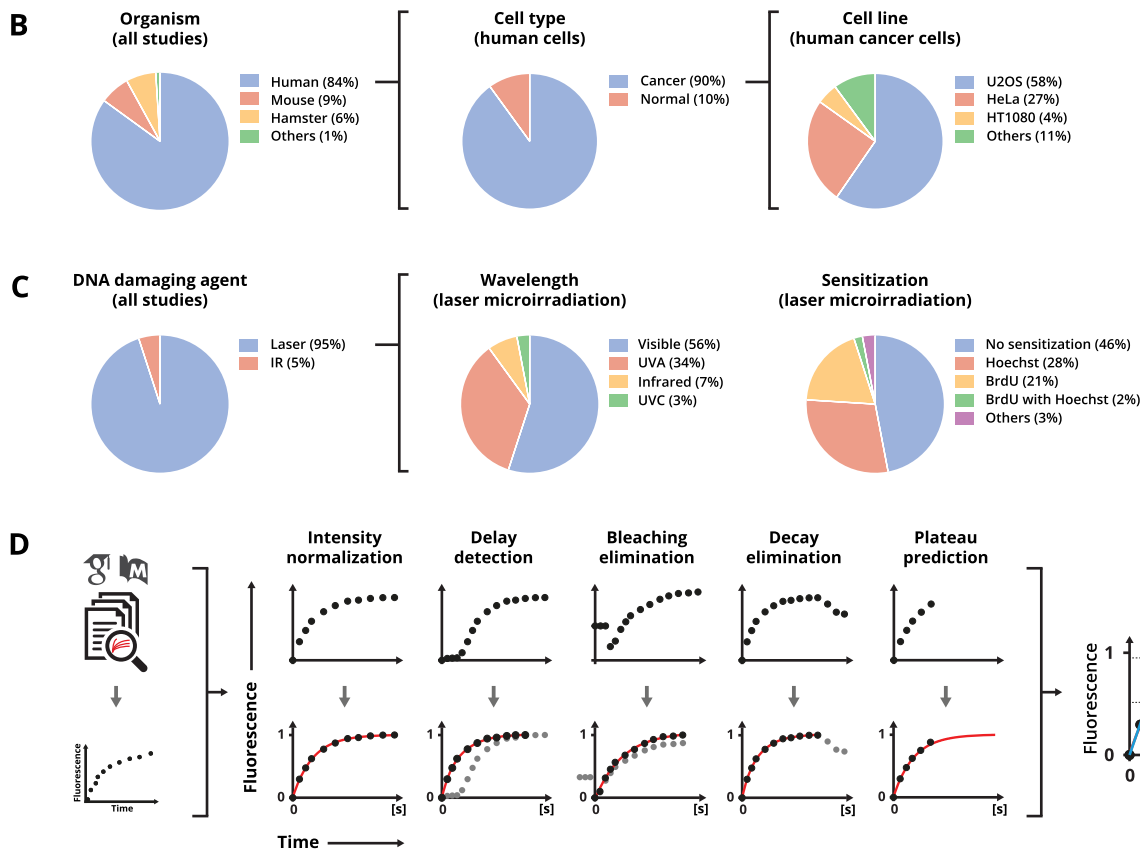 B
Organism
(all studies)
Human (84%)
Mouse (9%)
Hamster (6%)
Others (1%)
Cell type
(human cells)
Cancer (90%)
Normal (10%)
Cell line
(human cancer cells)
U2OS (58%)
HeLa (27%)
HT1080 (4%)
Others (11%)
C
DNA damaging agent
(all studies)
Laser (95%)
IR (5%)
Wavelength
(laser microirradiation)
Visible (56%)
UVA (34%)
Infrared (7%)
UVC (3%)
Sensitization
(laser microirradiation)
No sensitization (46%)
Hoechst (28%)
BrdU (21%)
BrdU with Hoechst (2%)
Others (3%)
D
g
M
Fluorescence
Time
Fluorescence
Time
Intensity
normalization
1
0
0
[s]
Delay
detection
1
0
0
[s]
Bleaching
elimination
1
0
0
[s]
Decay
elimination
1
0
0
[s]
Plateau
prediction
1
0
0
[s]
Fluorescence
1
0
0